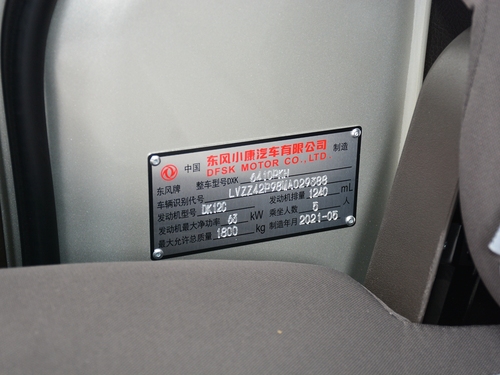 中国 东风小康汽车有限公司 制造
DFSK MOTOR CO.,LTD.
东风牌 整车型号DXK 6410PKH
车辆识别代号 LVZZ42P98WA029388
发动机型号 DK12C 发动机排量 1240 mL
发动机最大净功率 63 kW 乘坐人数 5 人
最大允许总质量 1800 kg 制造年月 2021-05